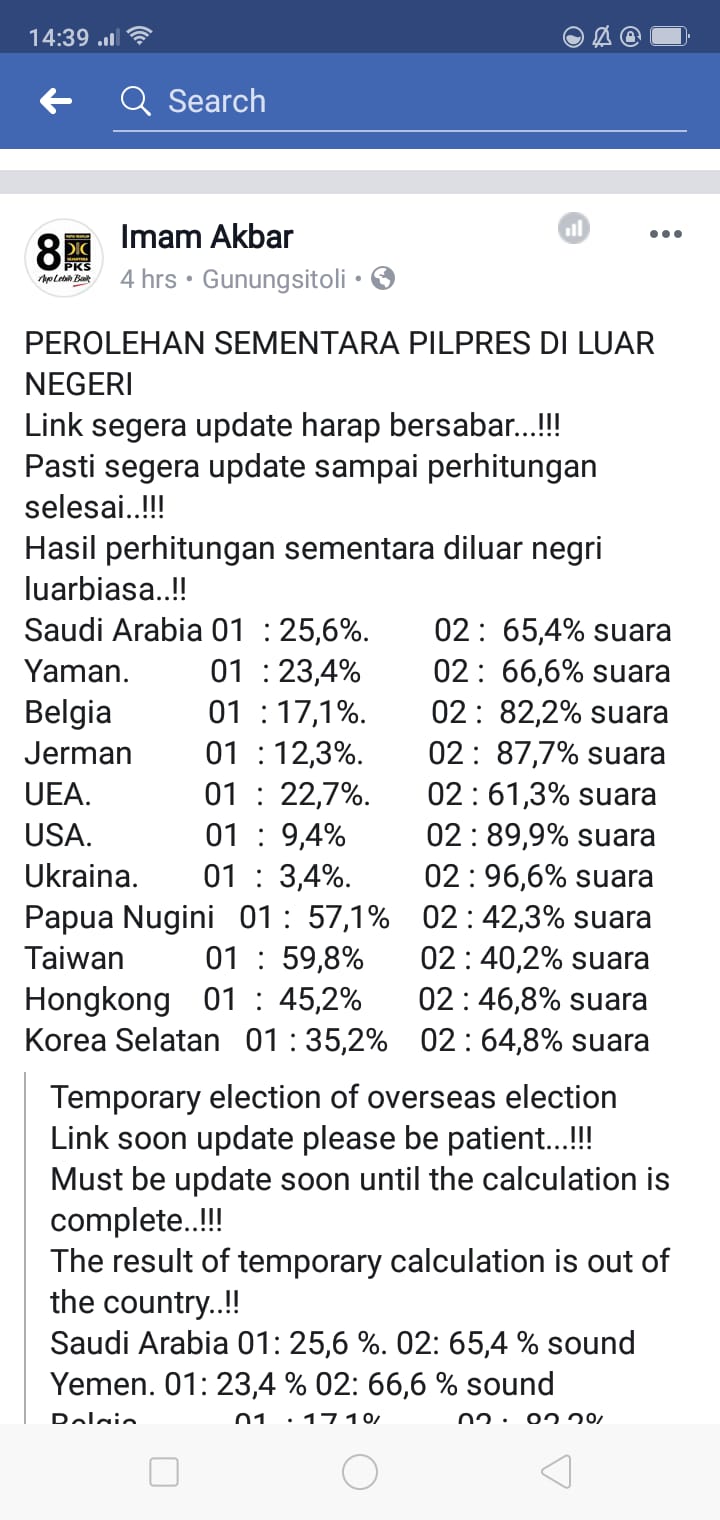 14:39
Search
8
PKS
Ayo Lebih Baik
Imam Akbar
4 hrs • Gunungsitoli •
PEROLEHAN SEMENTARA PILPRES DI LUAR
NEGERI
Link segera update harap bersabar...!!!
Pasti segera update sampai perhitungan
selesai..!!!
Hasil perhitungan sementara diluar negri
luarbiasa..!!
Saudi Arabia 01 : 25,6%. 02 : 65,4% suara
Yaman. 01 : 23,4% 02 : 66,6% suara
Belgia 01 : 17,1%. 02 : 82,2% suara
Jerman 01 : 12,3%. 02 : 87,7% suara
UEA. 01 : 22,7%. 02 : 61,3% suara
USA. 01 : 9,4% 02 : 89,9% suara
Ukraina. 01 : 3,4%. 02 : 96,6% suara
Papua Nugini 01 : 57,1% 02 : 42,3% suara
Taiwan 01 : 59,8% 02 : 40,2% suara
Hongkong 01 : 45,2% 02 : 46,8% suara
Korea Selatan 01 : 35,2% 02 : 64,8% suara
Temporary election of overseas election
Link soon update please be patient...!!!
Must be update soon until the calculation is
complete..!!!
The result of temporary calculation is out of
the country..!!
Saudi Arabia 01: 25,6 %. 02: 65,4 % sound
Yemen. 01: 23,4 % 02: 66,6 % sound
Belgia 01 : 17,1% 02 : 82,2%